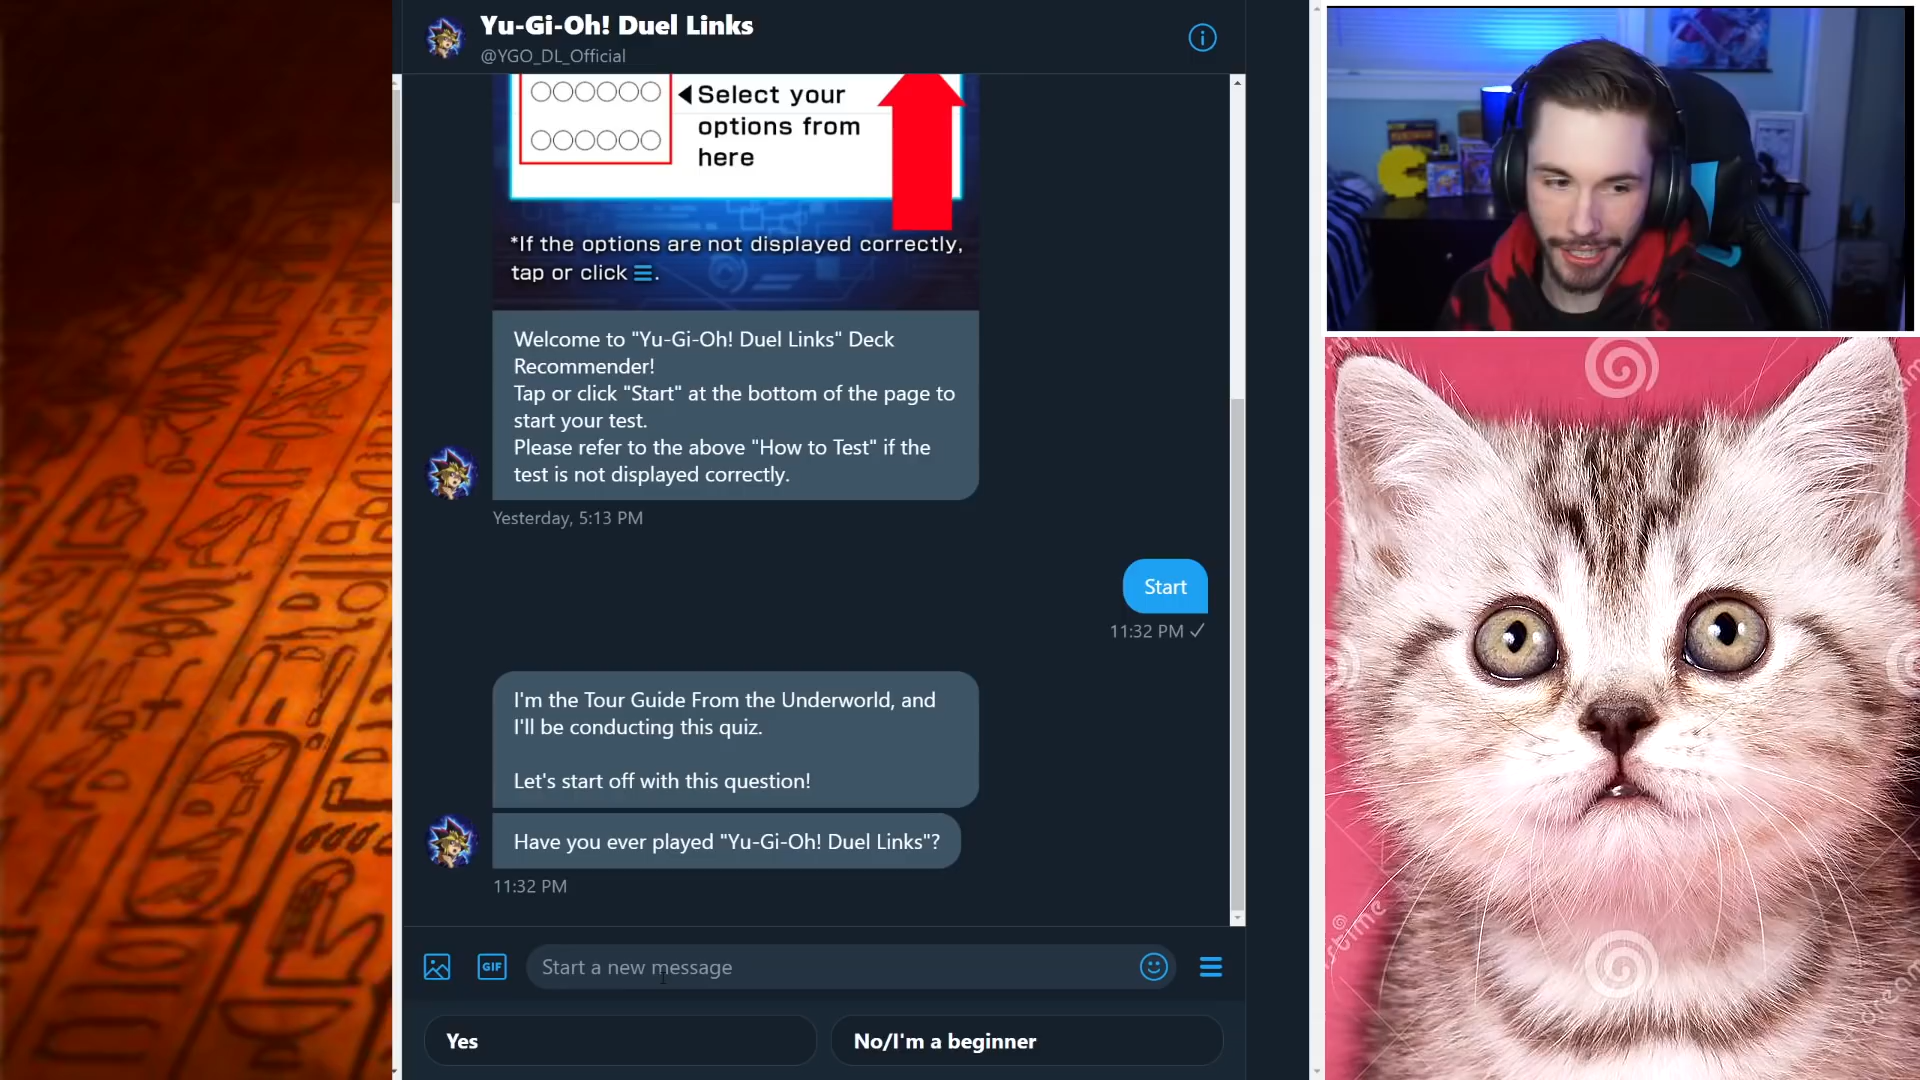 Yu-Gi-Oh! Duel Links
@YGO_DL_Official
Select your
options from
here
*If the options are not displayed correctly,
tap or click
Welcome to "Yu-Gi-Oh! Duel Links" Deck
Recommender!
Tap or click "Start" at the bottom of the page to
start your test.
Please refer to the above "How to Test" if the
test is not displayed correctly.
Yesterday, 5:13 PM
Start
11:32 PM
I'm the Tour Guide From the Underworld, and
I'll be conducting this quiz.
Let's start off with this question!
Have you ever played "Yu-Gi-Oh! Duel Links"?
11:32 PM
GIF
Start a new message
Yes
No/I'm a beginner